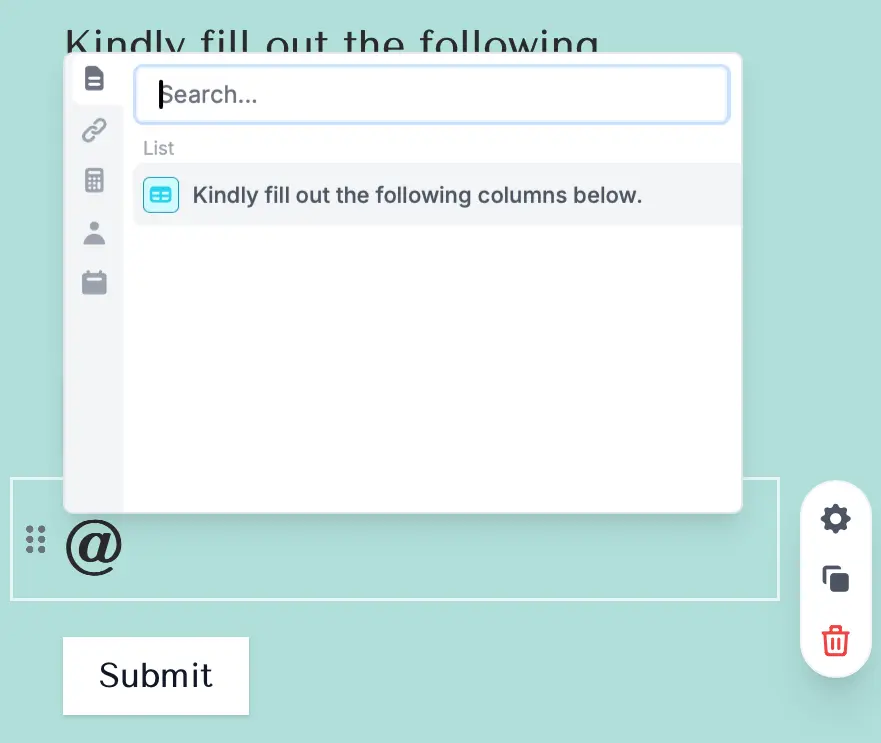 Kindly fill out the following
Search...
List
Kindly fill out the following columns below.
@
Submit